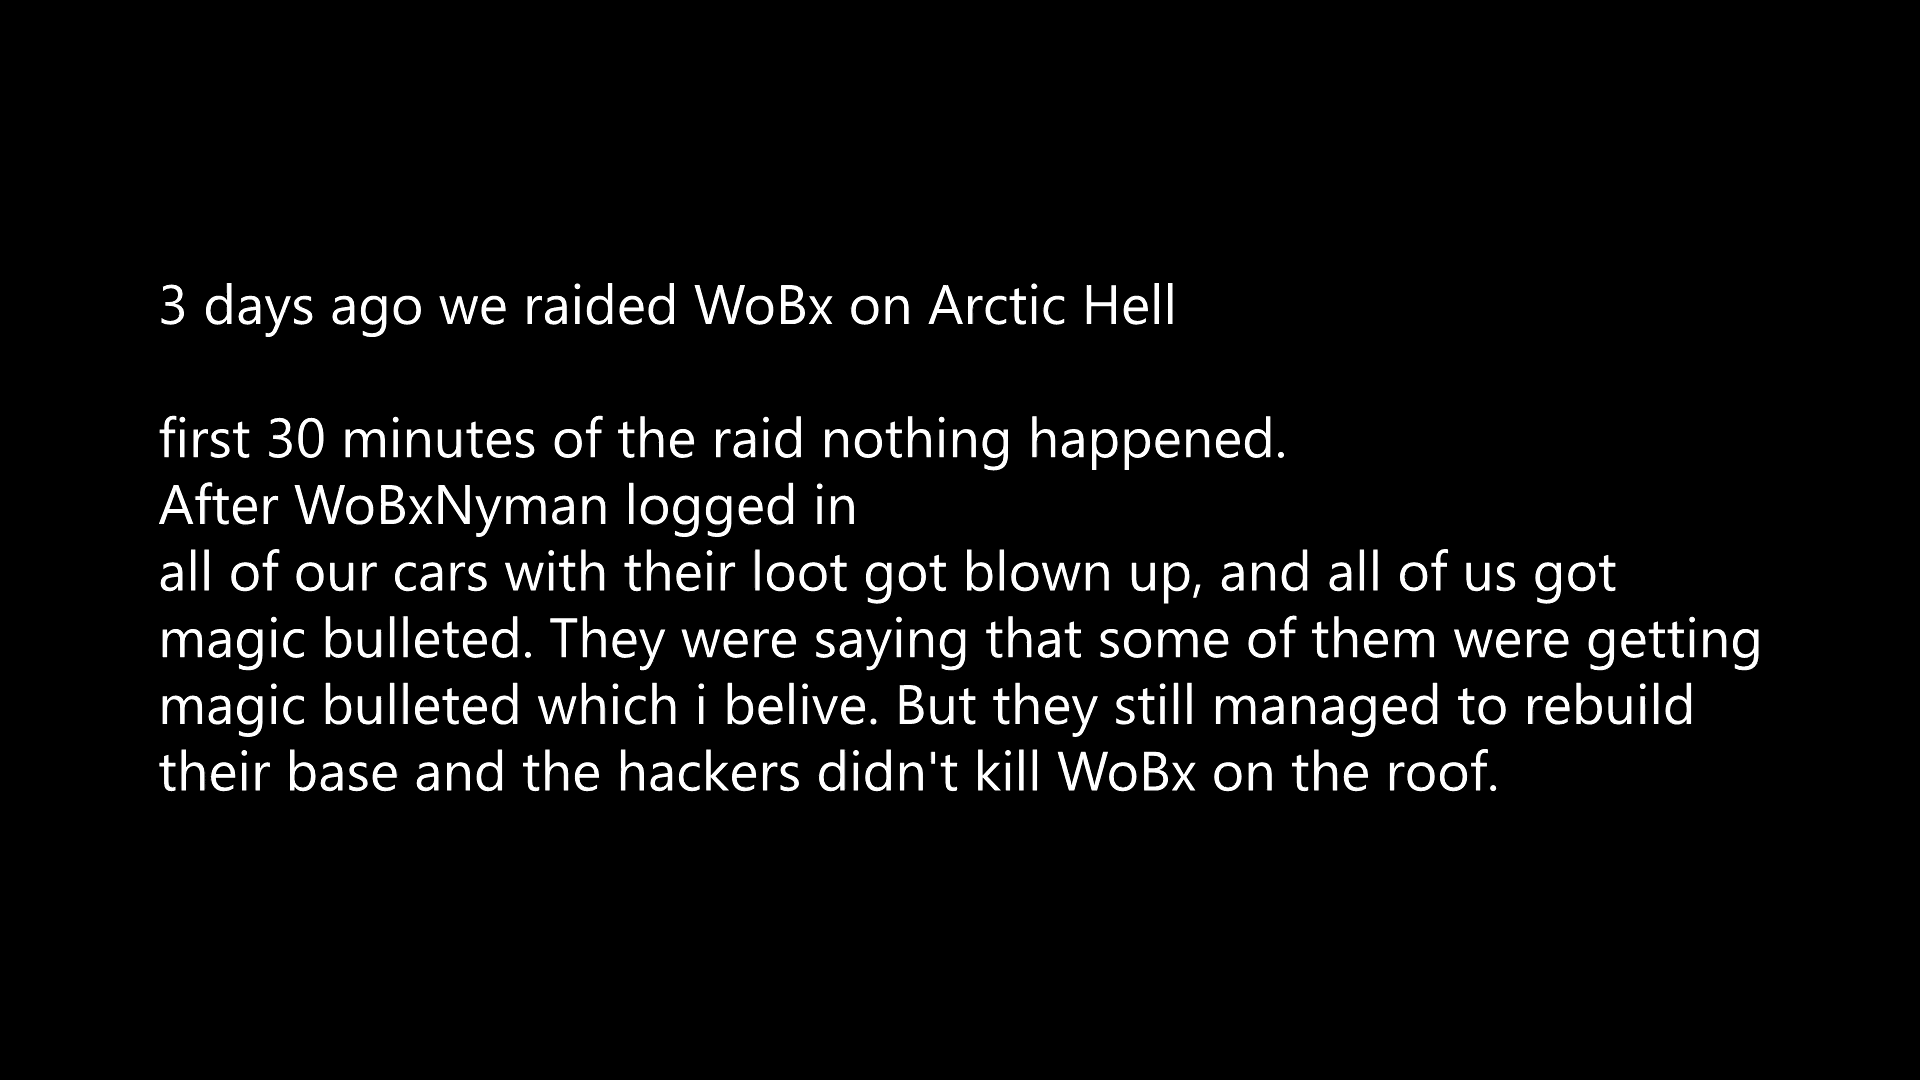 3 days ago we raided WoBx on Arctic Hell
first 30 minutes of the raid nothing happened.
After WoBxNyman logged in
all of our cars with their loot got blown up, and all of us got
magic bulleted. They were saying that some of them were getting
magic bulleted which i belive. But they still managed to rebuild
their base and the hackers didn't kill WoBx on the roof.